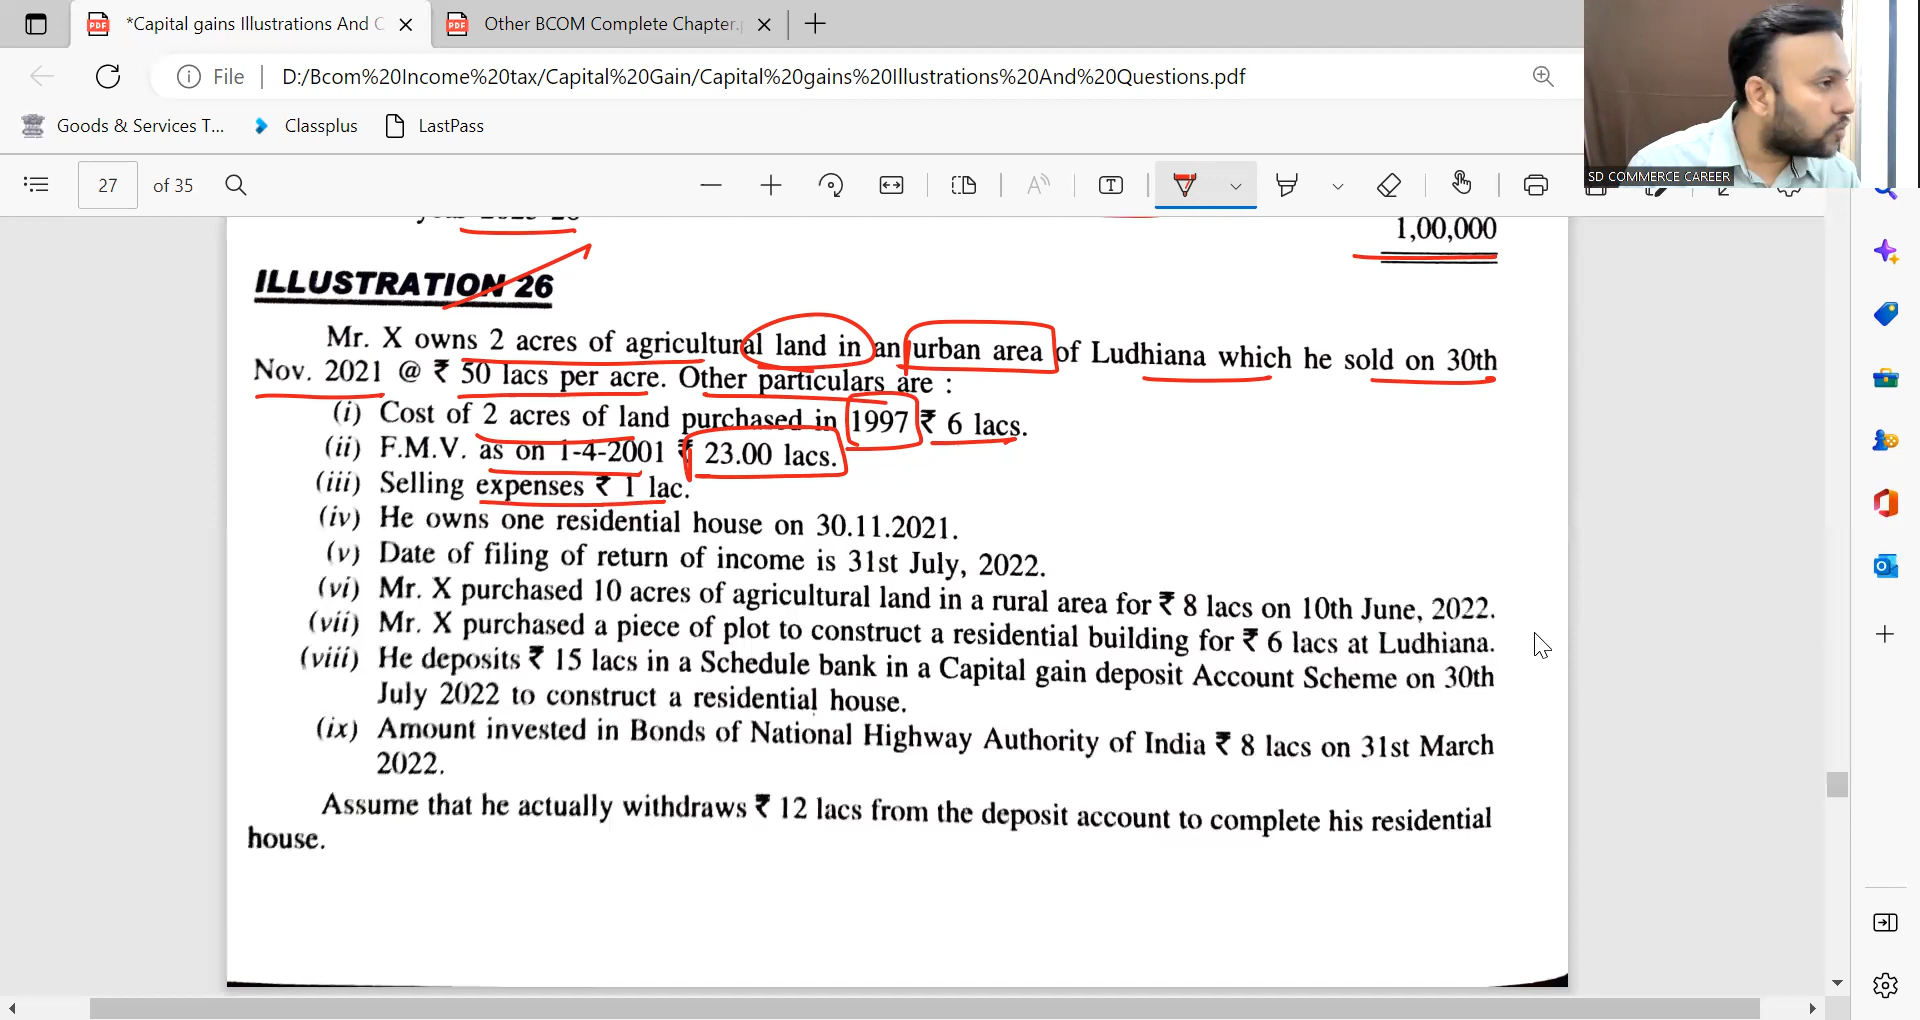 *Capital gains Illustrations And C
Other BCOM Complete Chapter.
File
D:/Bcom%20Income%20tax/Capital%20Gain/Capital%20gains%20Illustrations%20And%20Questions.pdf
Goods & Services T...
Classplus
LastPass
SD COMMERCE CAREER
27 of 35
1,00,000
ILLUSTRATION 26
Mr. X owns 2 acres of agricultural land in an urban area of Ludhiana which he sold on 30th
Nov. 2021 @ ₹ 50 lacs per acre. Other particulars are :
(i) Cost of 2 acres of land purchased in 1997 ₹ 6 lacs.
(ii) F.M.V. as on 1-4-2001 ₹ 23.00 lacs.
(iii) Selling expenses ₹ 1 lac.
(iv) He owns one residential house on 30.11.2021.
(v) Date of filing of return of income is 31st July, 2022.
(vi) Mr. X purchased 10 acres of agricultural land in a rural area for ₹ 8 lacs on 10th June, 2022.
(vii) Mr. X purchased a piece of plot to construct a residential building for ₹ 6 lacs at Ludhiana.
(viii) He deposits ₹ 15 lacs in a Schedule bank in a Capital gain deposit Account Scheme on 30th
July 2022 to construct a residential house.
(ix) Amount invested in Bonds of National Highway Authority of India ₹ 8 lacs on 31st March
2022.
Assume that he actually withdraws ₹ 12 lacs from the deposit account to complete his residential
house.